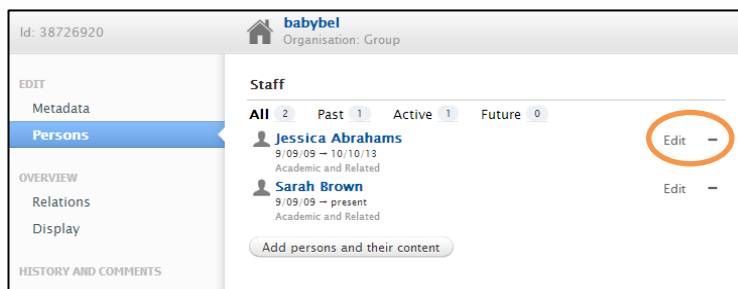 Id: 38726920
babybel
Organisation: Group
EDIT
Metadata
Persons
OVERVIEW
Relations
Display
HISTORY AND COMMENTS
Staff
All 2 Past 1 Active 1 Future 0
Jessica Abrahams Edit –
9/09/09 → 10/10/13
Academic and Related
Sarah Brown Edit –
9/09/09 → present
Academic and Related
Add persons and their content